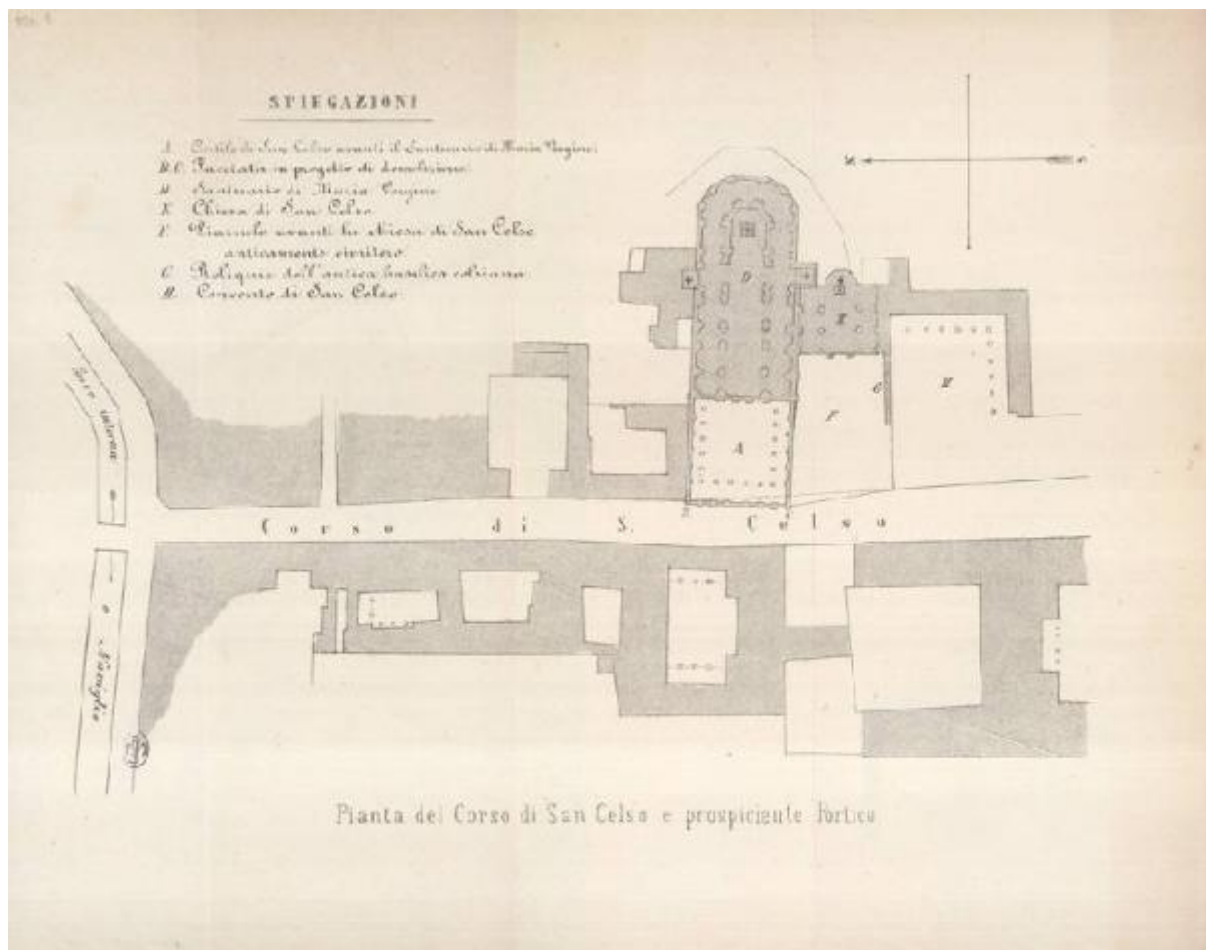 SPIEGAZIONI
A Cortile di San Celso avanti il Santuario di Maria Vergine.
B.C. Facciata in progetto di demolizione
D Santuario di Maria Vergine
E Chiesa di San Celso
F Piazzale avanti la Chiesa di San Celso
anticamente cimitero
G Reliquie dell'antica basilica
H Convento di San Celso
D
E
H
G
F
A
Corso di S. Celso
o Naviglio
Pianta del Corso di San Celso e prospiciente Portico